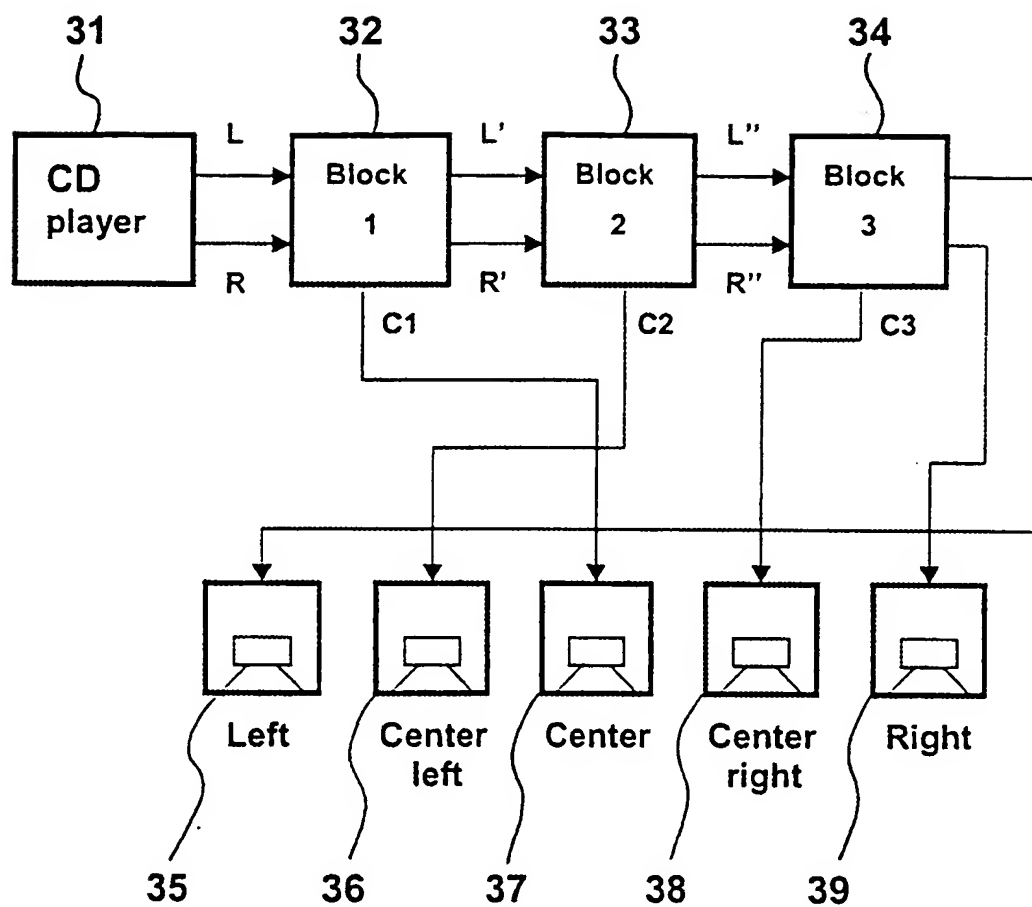 31
32
33
34
L
L'
L''
CD
player
Block
1
Block
2
Block
3
R
R'
R''
C1
C2
C3
Left
Center
left
Center
Center
right
Right
35
36
37
38
39